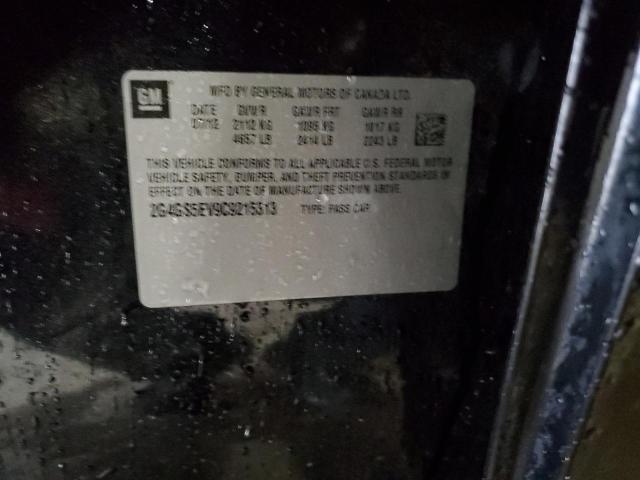 GM
MFD BY GENERAL MOTORS OF CANADA LTD.
DATE GVWR GAWR FRT GAWR RR
07/12 2112 KG 1095 KG 1017 KG
4657 LB 2414 LB 2243 LB
THIS VEHICLE CONFORMS TO ALL APPLICABLE U.S. FEDERAL MOTOR
VEHICLE SAFETY, BUMPER, AND THEFT PREVENTION STANDARDS IN
EFFECT ON THE DATE OF MANUFACTURE SHOWN ABOVE.
2G4GS5EV9C9215313 TYPE: PASS CAR